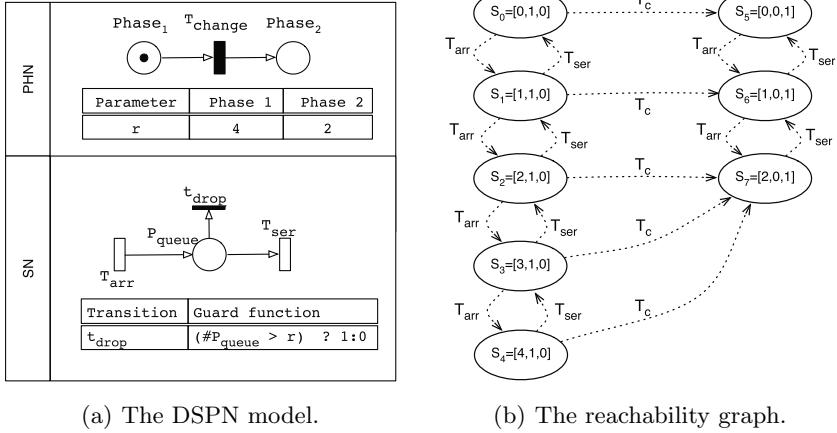 PHN
Phase1 Tchange Phase2
Parameter Phase 1 Phase 2
r 4 2
SN
tdrop
Pqueue Tser
Tarr
Transition Guard function
tdrop (#Pqueue > r) ? 1:0
(a) The DSPN model.
S0=[0,1,0] Tc S5=[0,0,1]
Tarr Tser Tarr Tser
S1=[1,1,0] Tc S6=[1,0,1]
Tarr Tser Tarr Tser
S2=[2,1,0] Tc S7=[2,0,1]
Tarr Tser Tc
S3=[3,1,0]
Tarr Tser Tc
S4=[4,1,0]
(b) The reachability graph.